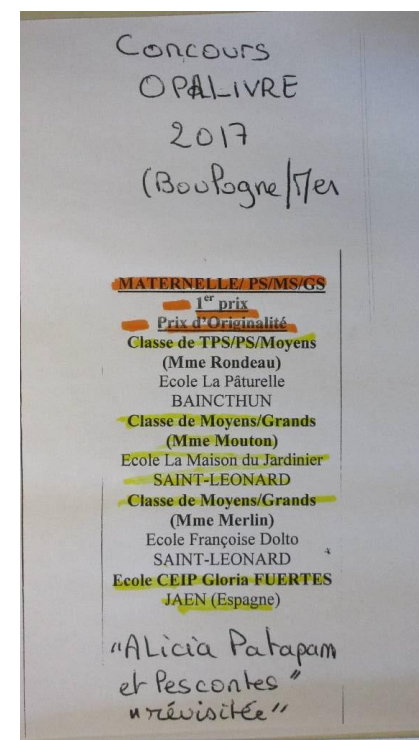 Concours
OPALIVRE
2017
(Boulogne/Mer
MATERNELLE/ PS/MS/GS
1er prix
Prix d'Originalité
Classe de TPS/PS/Moyens
(Mme Rondeau)
Ecole La Pâturelle
BAINCTHUN
Classe de Moyens/Grands
(Mme Mouton)
Ecole La Maison du Jardinier
SAINT-LEONARD
Classe de Moyens/Grands
(Mme Merlin)
Ecole Françoise Dolto
SAINT-LEONARD
Ecole CEIP Gloria FUERTES
JAEN (Espagne)
"ALicia Patapam
et Pescontes"
"révisitée"